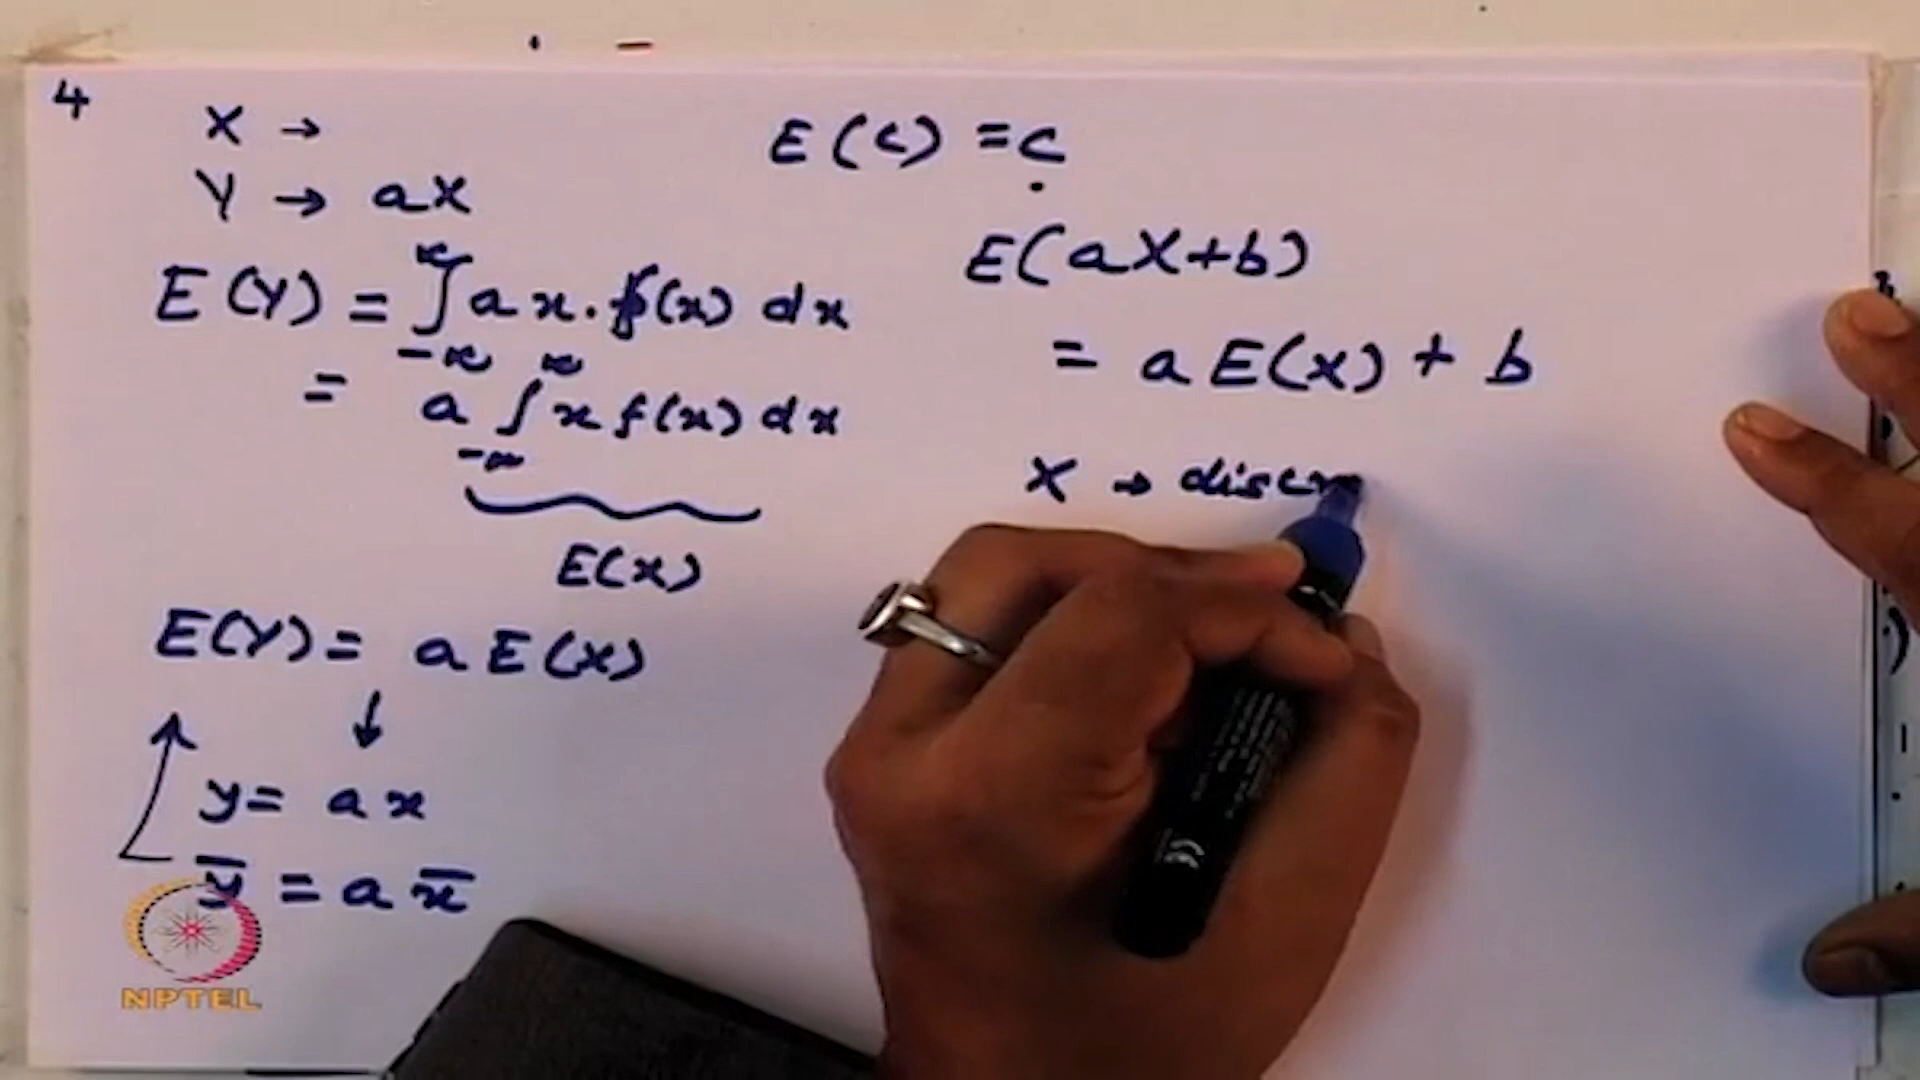 4
X →
Y → aX
E(Y) = ∫_{-∞}^{∞} ax.f(x) dx
= a ∫_{-∞}^{∞} x f(x) dx
E(x)
E(Y) = a E(X)
↓
y = ax
ȳ = a x̄
E(c) = c
E(aX+b)
= a E(x) + b
X → discr
NPTEL